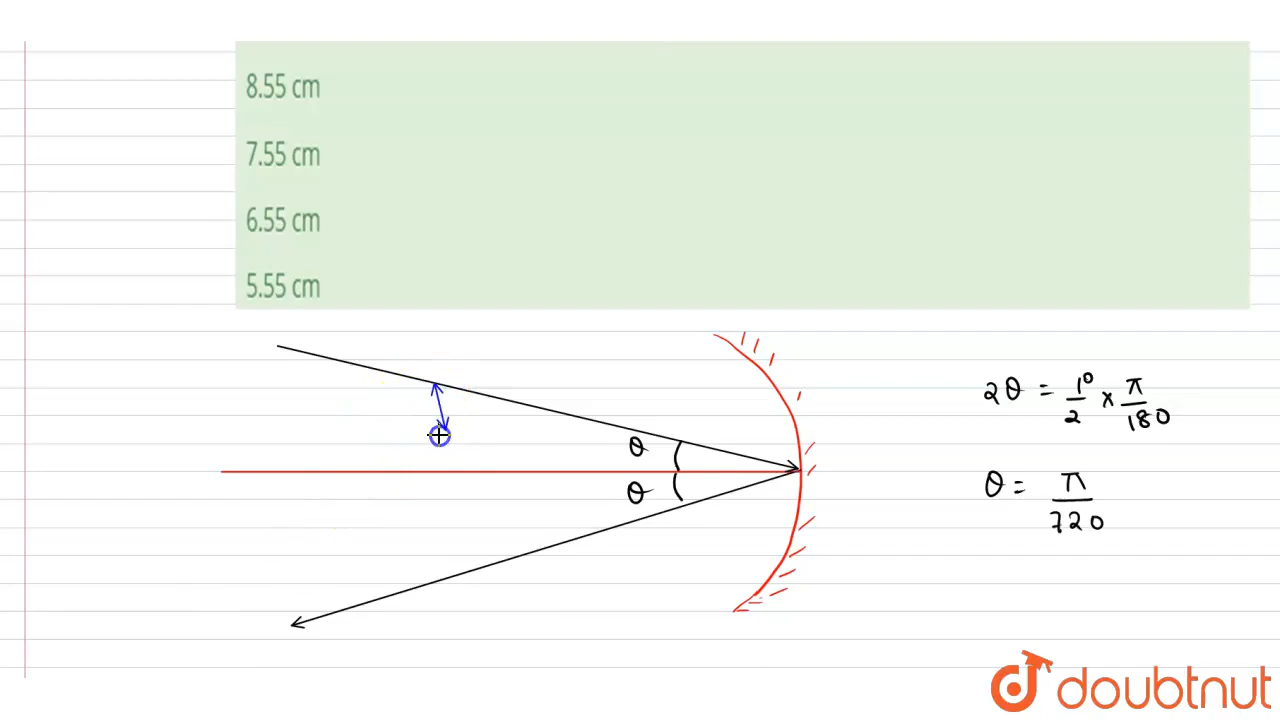 8.55 cm
7.55 cm
6.55 cm
5.55 cm
θ
θ
2θ = 1°/2 × π/180
θ = π/720
doubtnut